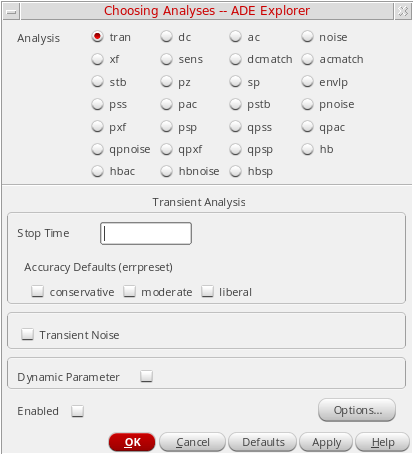 Choosing Analyses -- ADE Explorer
Analysis tran dc ac noise
xf sens dcmatch acmatch
stb pz sp envlp
pss pac pstb pnoise
pxf psp qpss qpac
qpnoise qpxf qpsp hb
hbac hbnoise hbsp
Transient Analysis
Stop Time
Accuracy Defaults (errpreset)
conservative moderate liberal
Transient Noise
Dynamic Parameter
Enabled Options...
OK Cancel Defaults Apply Help